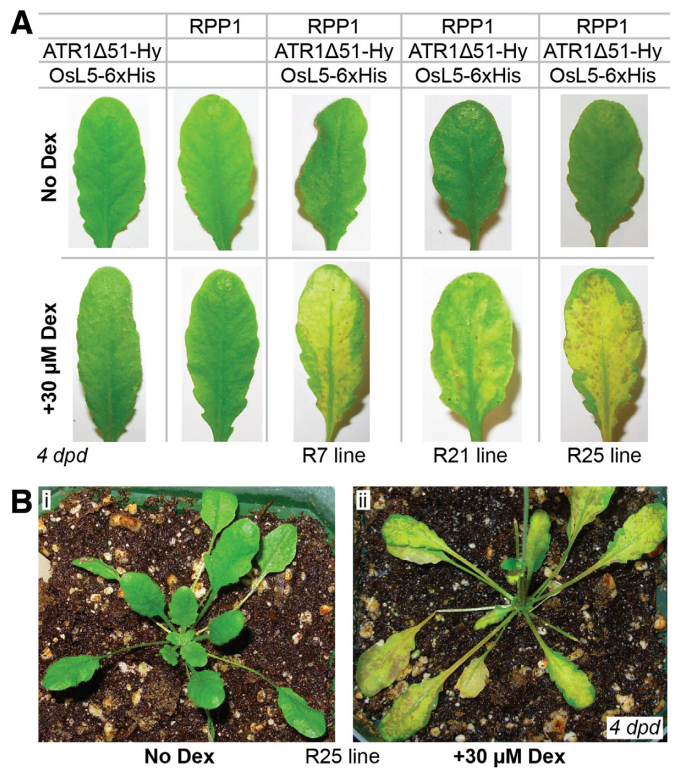 A
RPP1 RPP1 RPP1 RPP1
ATR1Δ51-Hy ATR1Δ51-Hy ATR1Δ51-Hy ATR1Δ51-Hy
OsL5-6xHis OsL5-6xHis OsL5-6xHis OsL5-6xHis
No Dex
+30 µM Dex
4 dpd R7 line R21 line R25 line
B
i ii
4 dpd
No Dex R25 line +30 µM Dex